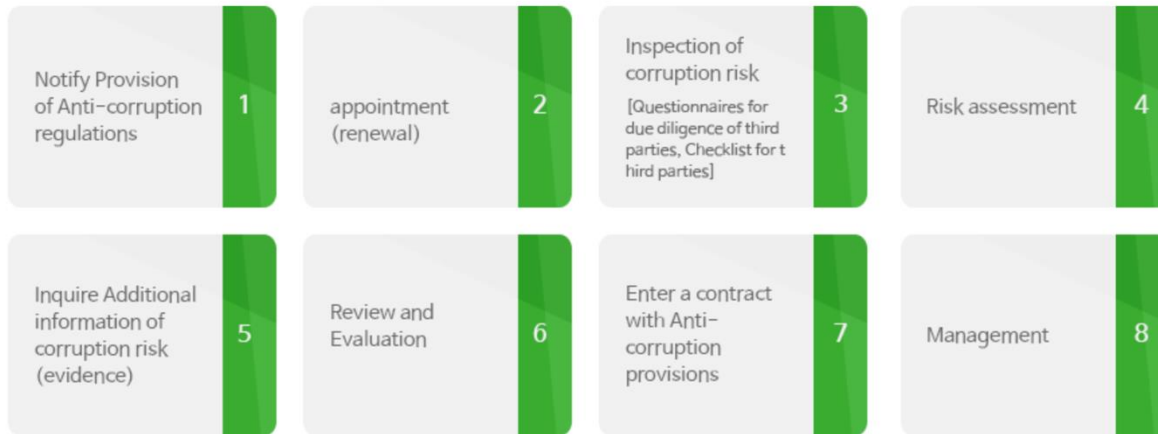 Notify Provision
of Anti-corruption
regulations
1
appointment
(renewal)
2
Inspection of
corruption risk
[Questionnaires for
due diligence of third
parties, Checklist for t
hird parties]
3
Risk assessment
4
Inquire Additional
information of
corruption risk
(evidence)
5
Review and
Evaluation
6
Enter a contract
with Anti-
corruption
provisions
7
Management
8